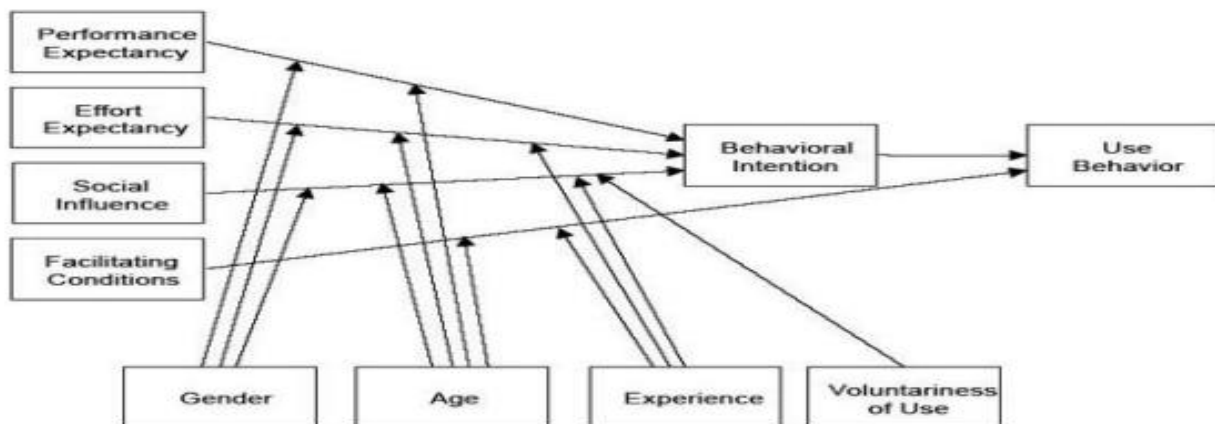 Performance
Expectancy
Effort
Expectancy
Social
Influence
Facilitating
Conditions
Behavioral
Intention
Use
Behavior
Gender
Age
Experience
Voluntariness
of Use